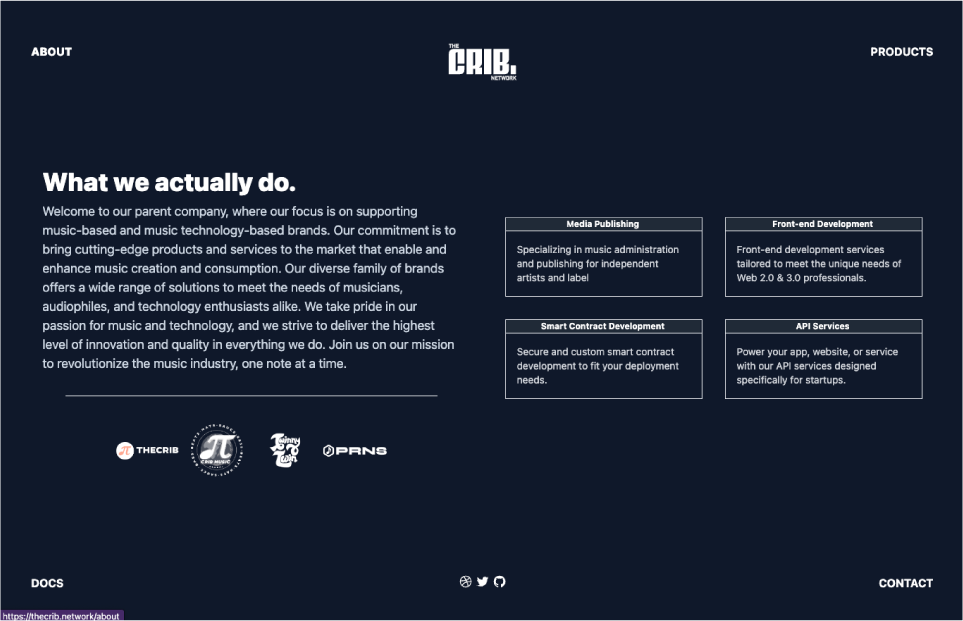 ABOUT
THE
CRIB.
NETWORK
PRODUCTS
What we actually do.
Welcome to our parent company, where our focus is on supporting
music-based and music technology-based brands. Our commitment is to
bring cutting-edge products and services to the market that enable and
enhance music creation and consumption. Our diverse family of brands
offers a wide range of solutions to meet the needs of musicians,
audiophiles, and technology enthusiasts alike. We take pride in our
passion for music and technology, and we strive to deliver the highest
level of innovation and quality in everything we do. Join us on our mission
to revolutionize the music industry, one note at a time.
π THECRIB
π
CRIB MUSIC
Twinny
Twin
PRNS
Media Publishing
Specializing in music administration
and publishing for independent
artists and label
Front-end Development
Front-end development services
tailored to meet the unique needs of
Web 2.0 & 3.0 professionals.
Smart Contract Development
Secure and custom smart contract
development to fit your deployment
needs.
API Services
Power your app, website, or service
with our API services designed
specifically for startups.
DOCS
CONTACT
https://thecrib.network/about